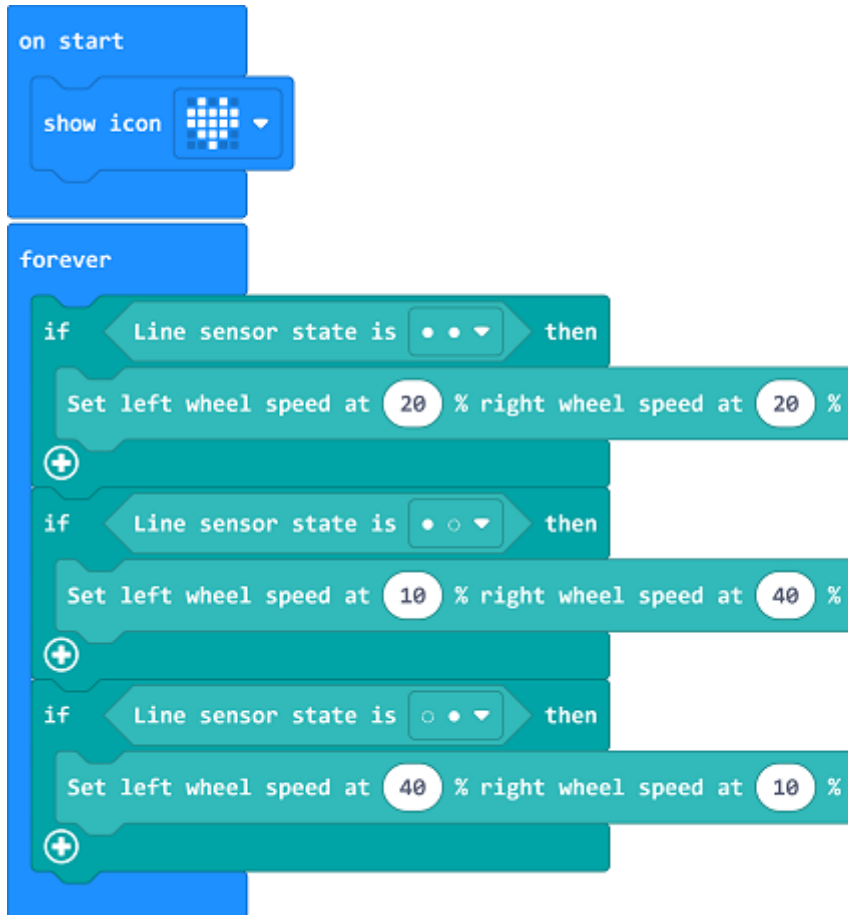 on start
show icon
forever
if Line sensor state is then
Set left wheel speed at 20 % right wheel speed at 20 %
if Line sensor state is then
Set left wheel speed at 10 % right wheel speed at 40 %
if Line sensor state is then
Set left wheel speed at 40 % right wheel speed at 10 %